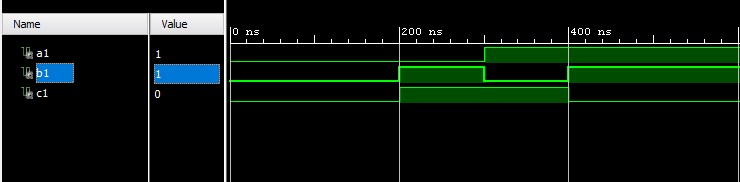 Name Value
0 ns 200 ns 400 ns
a1 1
b1 1
c1 0